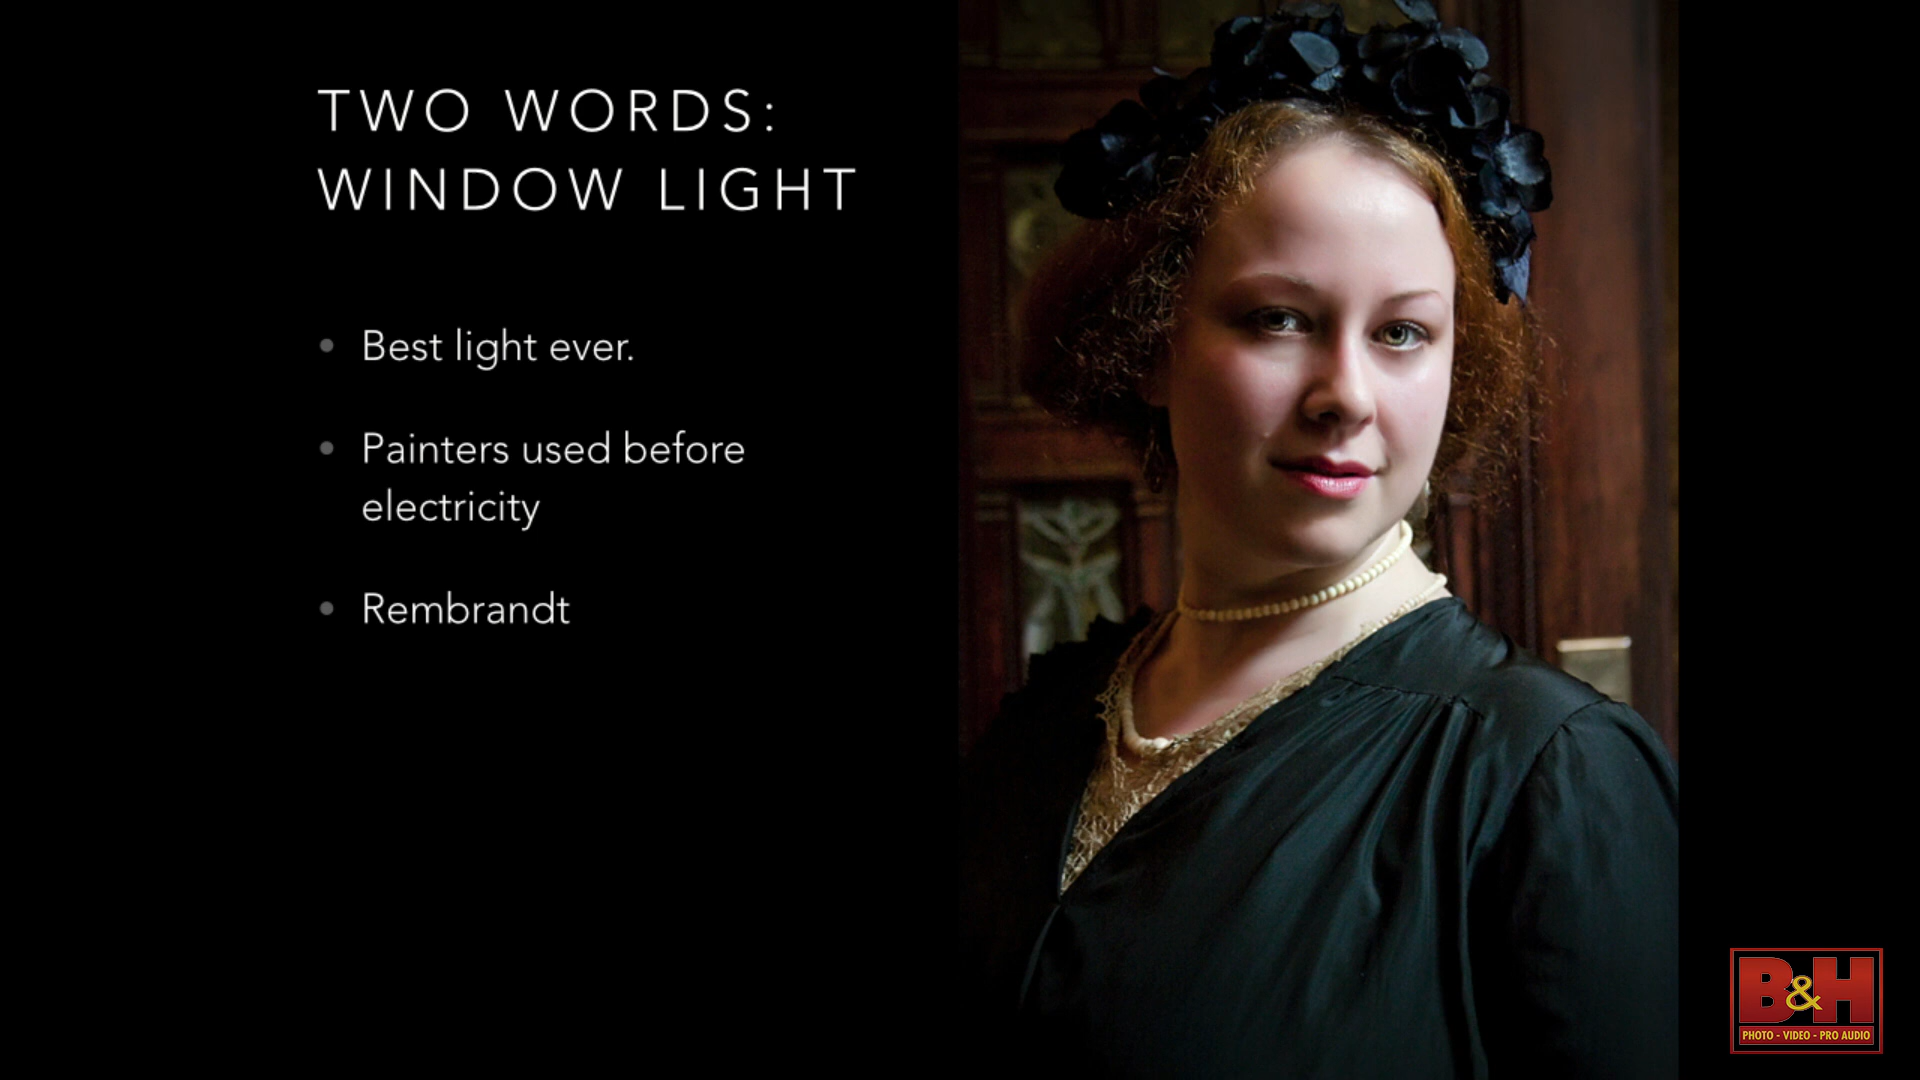 TWO WORDS:
WINDOW LIGHT
Best light ever.
Painters used before
electricity
Rembrandt
B&H
PHOTO - VIDEO - PRO AUDIO